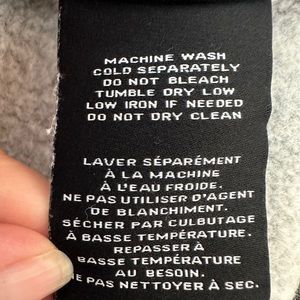 MACHINE WASH
COLD SEPARATELY
DO NOT BLEACH
TUMBLE DRY LOW
LOW IRON IF NEEDED
DO NOT DRY CLEAN
LAVER SÉPARÉMENT
À LA MACHINE
À L'EAU FROIDE.
NE PAS UTILISER D'AGENT
DE BLANCHIMENT.
SÉCHER PAR CULBUTAGE
À BASSE TEMPÉRATURE.
REPASSER À
BASSE TEMPÉRATURE
AU BESOIN.
NE PAS NETTOYER À SEC.